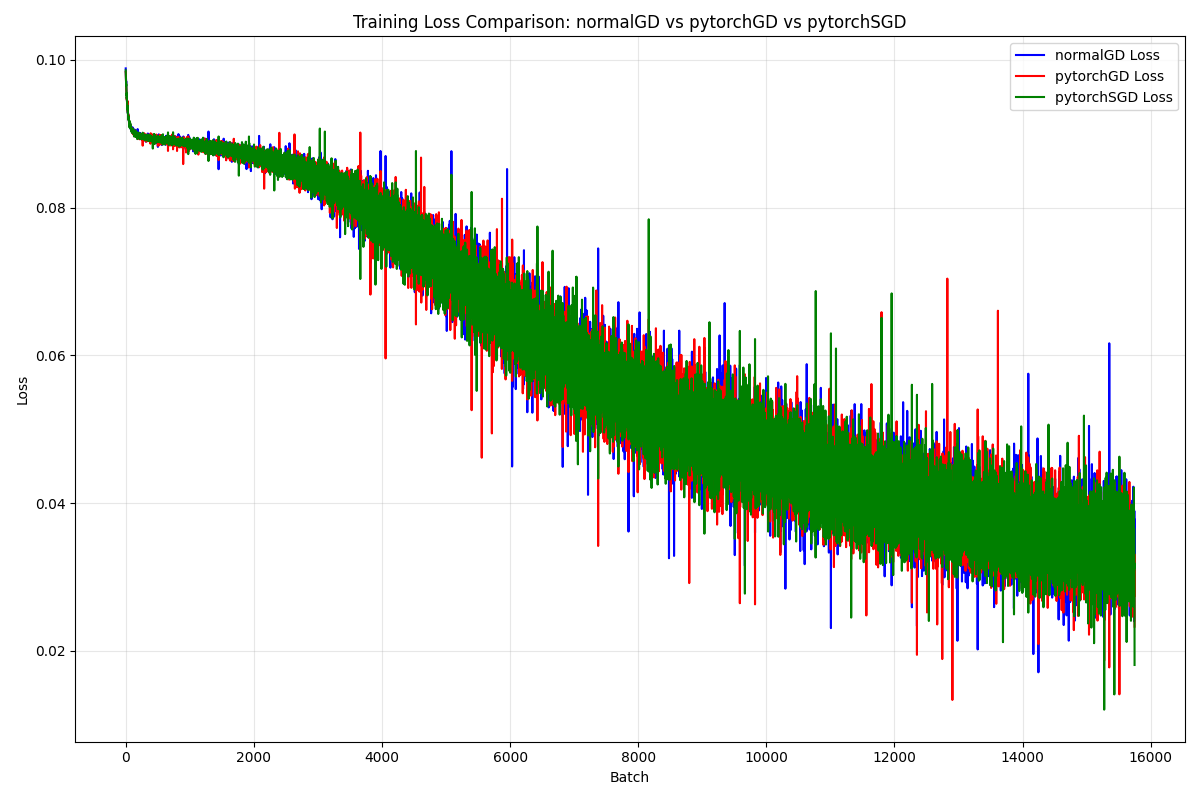 Training Loss Comparison: normalGD vs pytorchGD vs pytorchSGD
normalGD Loss
pytorchGD Loss
pytorchSGD Loss
Loss
0.10
0.08
0.06
0.04
0.02
0 2000 4000 6000 8000 10000 12000 14000 16000
Batch